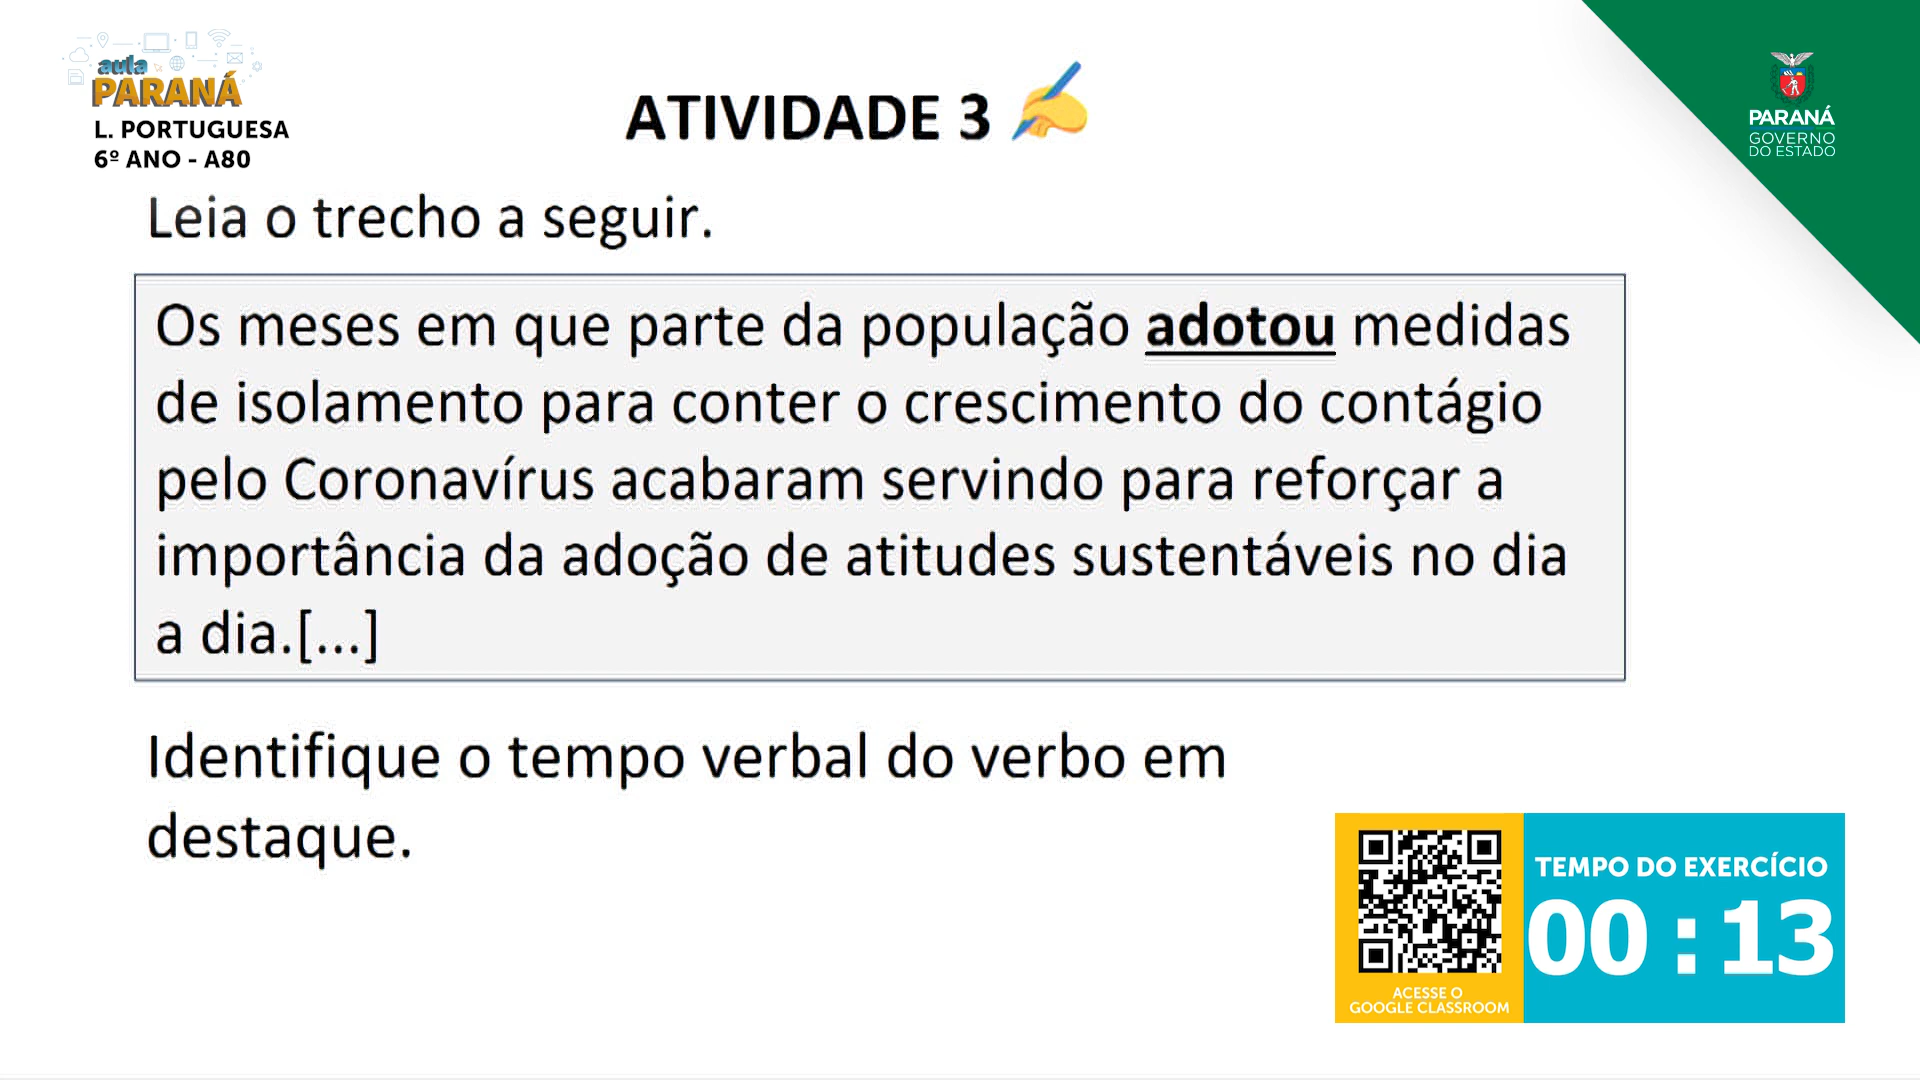 aula
PARANÁ
L. PORTUGUESA
6º ANO - A80
ATIVIDADE 3
PARANÁ
GOVERNO
DO ESTADO
Leia o trecho a seguir.
Os meses em que parte da população adotou medidas
de isolamento para conter o crescimento do contágio
pelo Coronavírus acabaram servindo para reforçar a
importância da adoção de atitudes sustentáveis no dia
a dia.[...]
Identifique o tempo verbal do verbo em
destaque.
TEMPO DO EXERCÍCIO
00 : 13
ACESSE O
GOOGLE CLASSROOM